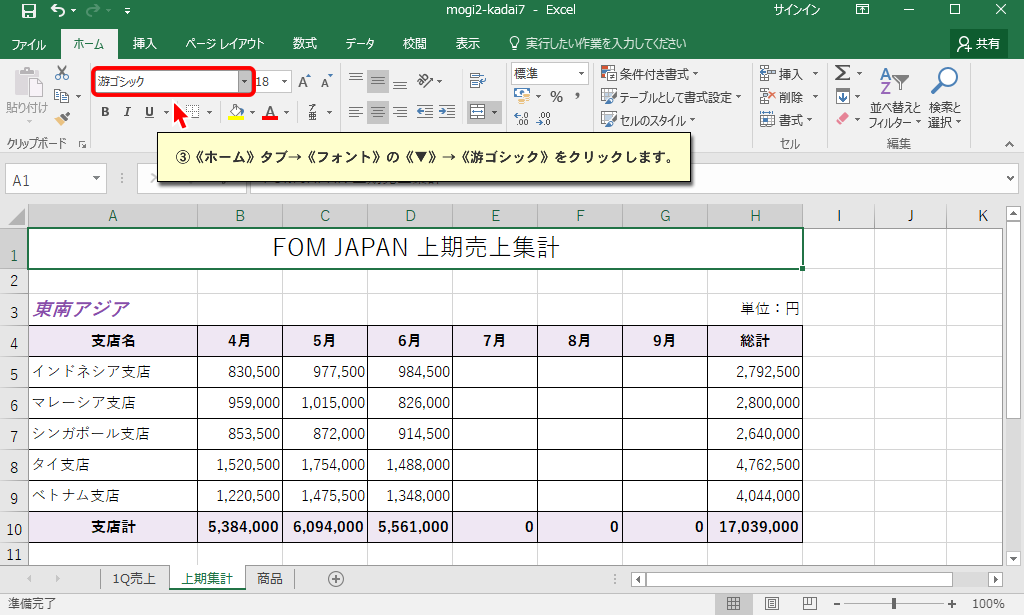 mogi2-kadai7 - Excel
サインイン
ファイル ホーム 挿入 ページ レイアウト 数式 データ 校閲 表示 実行したい作業を入力してください 共有
游ゴシック 18 A A 標準 条件付き書式 挿入 Σ
貼り付け B I U A % , テーブルとして書式設定 削除 並べ替えと 検索と
セルのスタイル 書式 フィルター 選択
クリップボード セル 編集
③《ホーム》タブ→《フォント》の《▼》→《游ゴシック》をクリックします。
A1
A B C D E F G H I J K
1 FOM JAPAN 上期売上集計
2
3 東南アジア 単位：円
4 支店名 4月 5月 6月 7月 8月 9月 総計
5 インドネシア支店 830,500 977,500 984,500 2,792,500
6 マレーシア支店 959,000 1,015,000 826,000 2,800,000
7 シンガポール支店 853,500 872,000 914,500 2,640,000
8 タイ支店 1,520,500 1,754,000 1,488,000 4,762,500
9 ベトナム支店 1,220,500 1,475,500 1,348,000 4,044,000
10 支店計 5,384,000 6,094,000 5,561,000 0 0 0 17,039,000
11
1Q売上 上期集計 商品
準備完了 100%